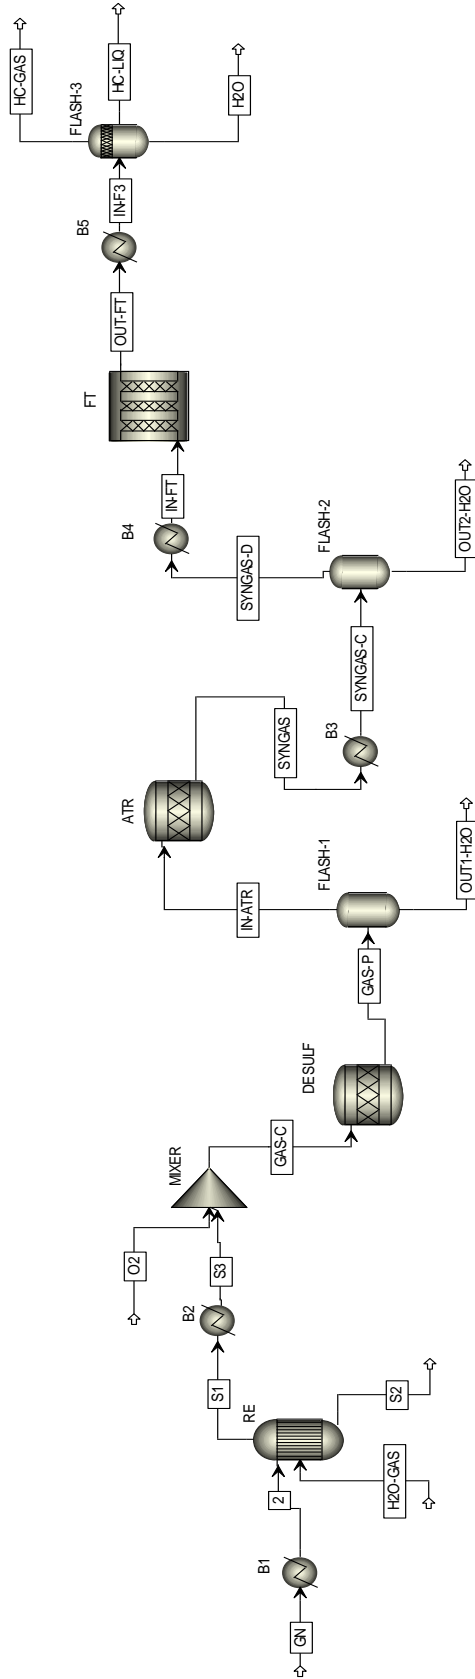 GN
B1
2
H2O-GAS
RE
S1
S2
B2
S3
O2
MIXER
GAS-C
DESULF
GAS-P
FLASH-1
OUT1-H2O
IN-ATR
ATR
SYNGAS
B3
SYNGAS-C
FLASH-2
OUT2-H2O
SYNGAS-D
B4
IN-FT
FT
OUT-FT
B5
IN-F3
FLASH-3
HC-GAS
HC-LIQ
H2O